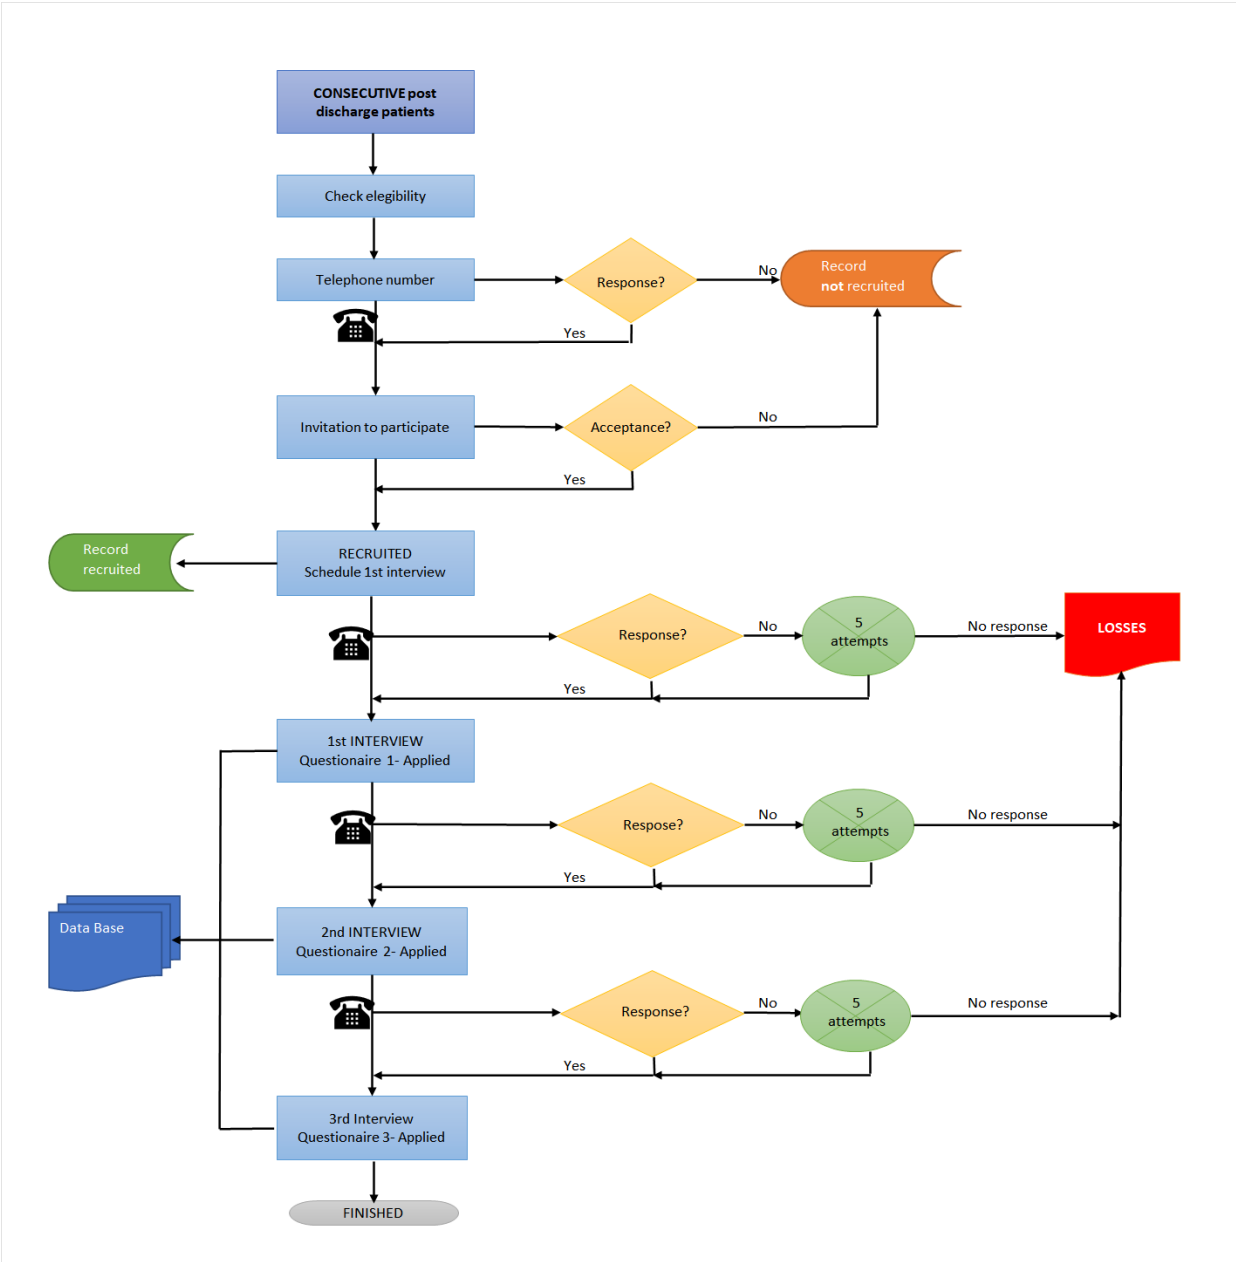 CONSECUTIVE post
discharge patients
Check elegibility
Telephone number
Response?
No
Record
not recruited
Yes
Invitation to participate
Acceptance?
No
Yes
Record
recruited
RECRUITED
Schedule 1st interview
Response?
No
5
attempts
No response
LOSSES
Yes
1st INTERVIEW
Questionaire 1- Applied
Respose?
No
5
attempts
No response
Yes
Data Base
2nd INTERVIEW
Questionaire 2- Applied
Response?
No
5
attempts
No response
Yes
3rd Interview
Questionaire 3- Applied
FINISHED